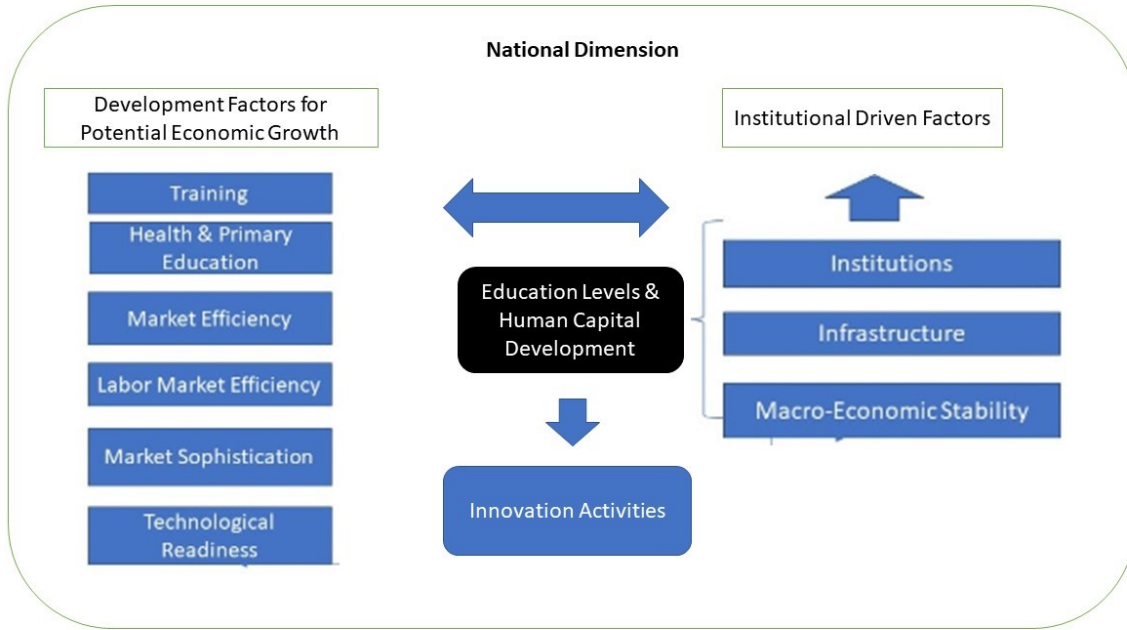 National Dimension
Development Factors for
Potential Economic Growth
Training
Health & Primary
Education
Market Efficiency
Labor Market Efficiency
Market Sophistication
Technological
Readiness
Education Levels &
Human Capital
Development
Innovation Activities
Institutional Driven Factors
Institutions
Infrastructure
Macro-Economic Stability